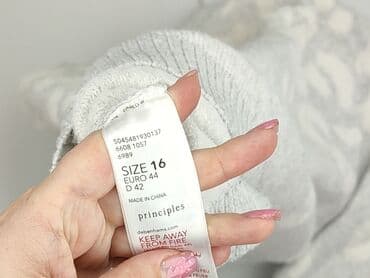 5045481930137
6608 1057
6989
SIZE 16
EURO 44
D 42
MADE IN CHINA
principles
debenhams.com
KEEP AWAY
FROM FIRE